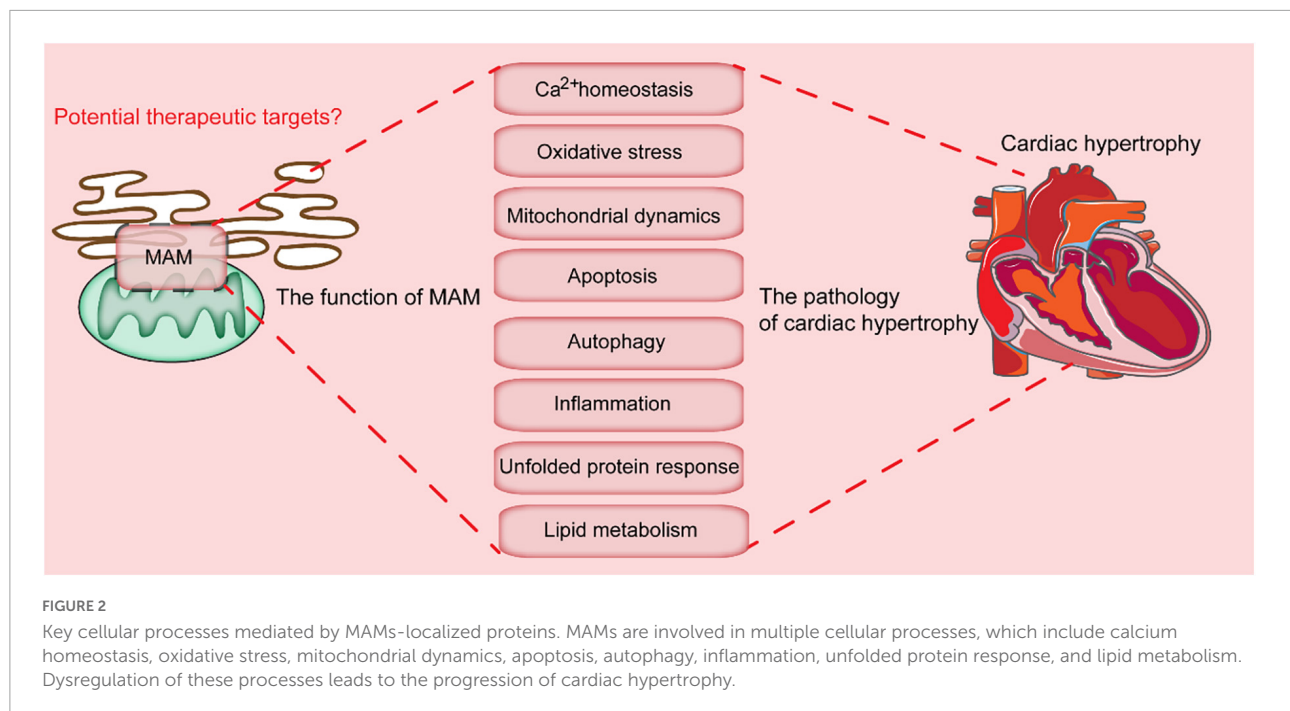 Potential therapeutic targets?
MAM
The function of MAM
Ca²⁺homeostasis
Oxidative stress
Mitochondrial dynamics
Apoptosis
Autophagy
Inflammation
Unfolded protein response
Lipid metabolism
Cardiac hypertrophy
The pathology
of cardiac hypertrophy
FIGURE 2
Key cellular processes mediated by MAMs-localized proteins. MAMs are involved in multiple cellular processes, which include calcium
homeostasis, oxidative stress, mitochondrial dynamics, apoptosis, autophagy, inflammation, unfolded protein response, and lipid metabolism.
Dysregulation of these processes leads to the progression of cardiac hypertrophy.